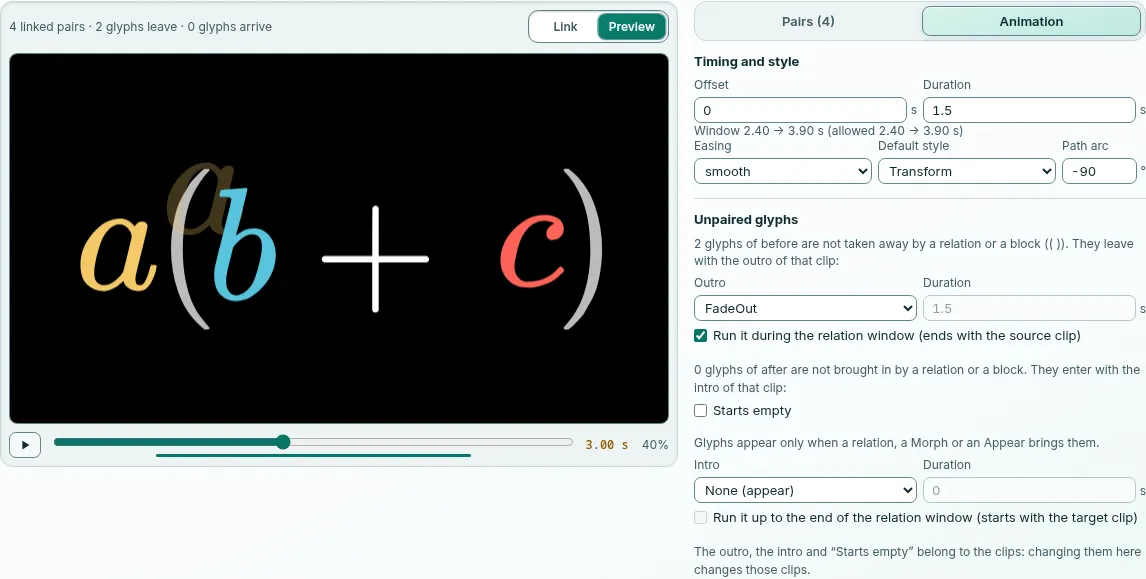 4 linked pairs · 2 glyphs leave · 0 glyphs arrive
Link
Preview
a
a(b + c)
3.00 s
40%
Pairs (4)
Animation
Timing and style
Offset
Duration
0 s
1.5 s
Window 2.40 → 3.90 s (allowed 2.40 → 3.90 s)
Easing
Default style
Path arc
smooth
Transform
-90 °
Unpaired glyphs
2 glyphs of before are not taken away by a relation or a block (( )). They leave
with the outro of that clip:
Outro
Duration
FadeOut
1.5 s
Run it during the relation window (ends with the source clip)
0 glyphs of after are not brought in by a relation or a block. They enter with the
intro of that clip:
Starts empty
Glyphs appear only when a relation, a Morph or an Appear brings them.
Intro
Duration
None (appear)
0 s
Run it up to the end of the relation window (starts with the target clip)
The outro, the intro and “Starts empty” belong to the clips: changing them here
changes those clips.